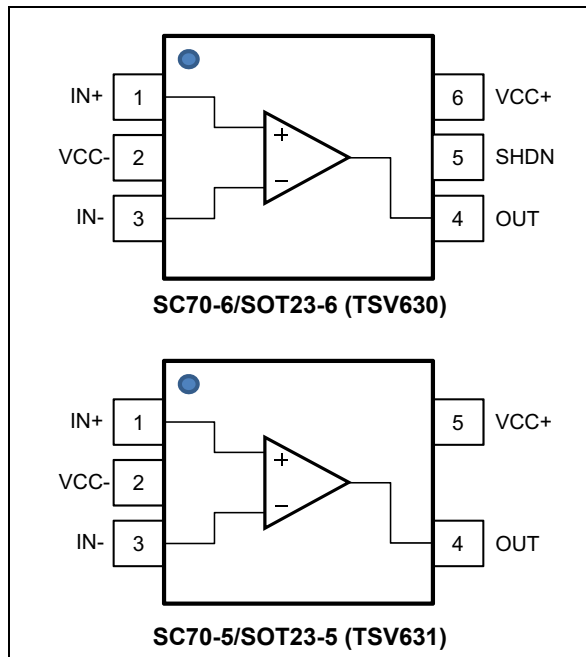 IN+ 1 6 VCC+
+
VCC- 2 5 SHDN
−
IN- 3 4 OUT
SC70-6/SOT23-6 (TSV630)
IN+ 1 5 VCC+
+
VCC- 2
−
IN- 3 4 OUT
SC70-5/SOT23-5 (TSV631)